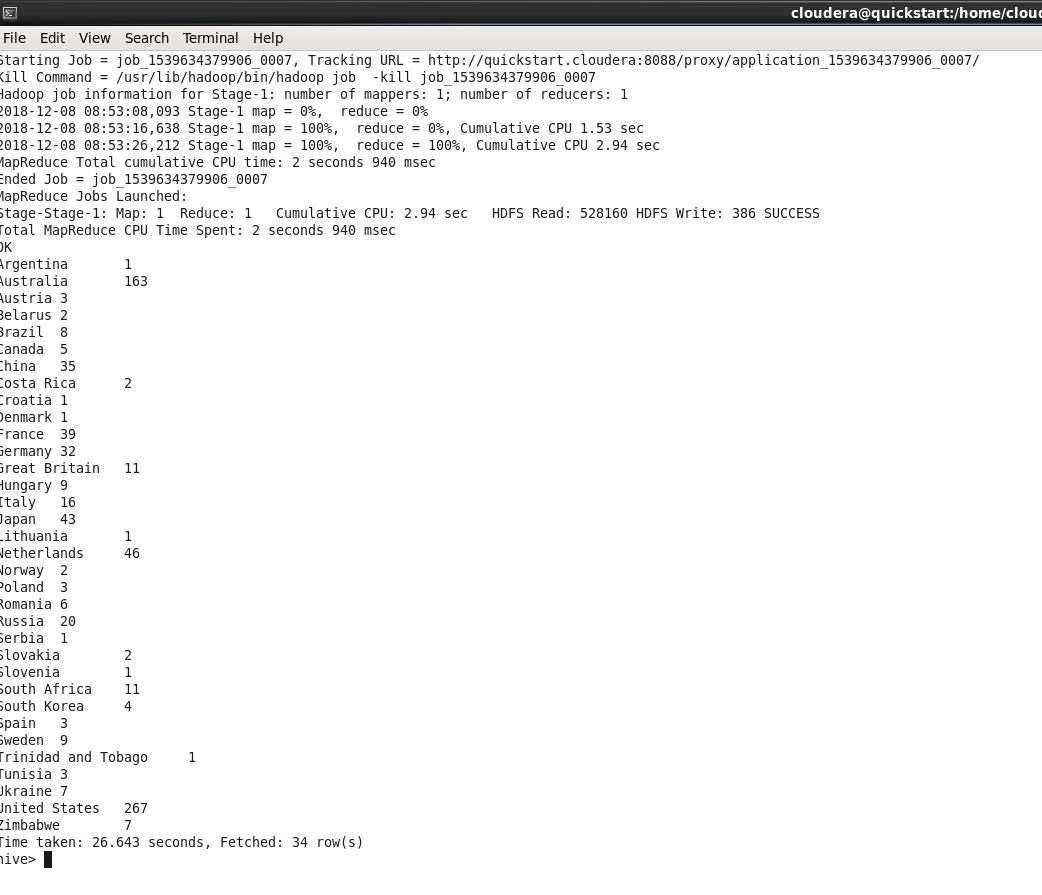 cloudera@quickstart:/home/cloud
File Edit View Search Terminal Help
Starting Job = job_1539634379906_0007, Tracking URL = http://quickstart.cloudera:8088/proxy/application_1539634379906_0007/
Kill Command = /usr/lib/hadoop/bin/hadoop job  -kill job_1539634379906_0007
Hadoop job information for Stage-1: number of mappers: 1; number of reducers: 1
2018-12-08 08:53:08,093 Stage-1 map = 0%,  reduce = 0%
2018-12-08 08:53:16,638 Stage-1 map = 100%,  reduce = 0%, Cumulative CPU 1.53 sec
2018-12-08 08:53:26,212 Stage-1 map = 100%,  reduce = 100%, Cumulative CPU 2.94 sec
MapReduce Total cumulative CPU time: 2 seconds 940 msec
Ended Job = job_1539634379906_0007
MapReduce Jobs Launched:
Stage-Stage-1: Map: 1  Reduce: 1   Cumulative CPU: 2.94 sec   HDFS Read: 528160 HDFS Write: 386 SUCCESS
Total MapReduce CPU Time Spent: 2 seconds 940 msec
OK
Argentina	1
Australia	163
Austria	3
Belarus	2
Brazil	8
Canada	5
China	35
Costa Rica	2
Croatia	1
Denmark	1
France	39
Germany	32
Great Britain	11
Hungary	9
Italy	16
Japan	43
Lithuania	1
Netherlands	46
Norway	2
Poland	3
Romania	6
Russia	20
Serbia	1
Slovakia	2
Slovenia	1
South Africa	11
South Korea	4
Spain	3
Sweden	9
Trinidad and Tobago	1
Tunisia	3
Ukraine	7
United States	267
Zimbabwe	7
Time taken: 26.643 seconds, Fetched: 34 row(s)
hive>